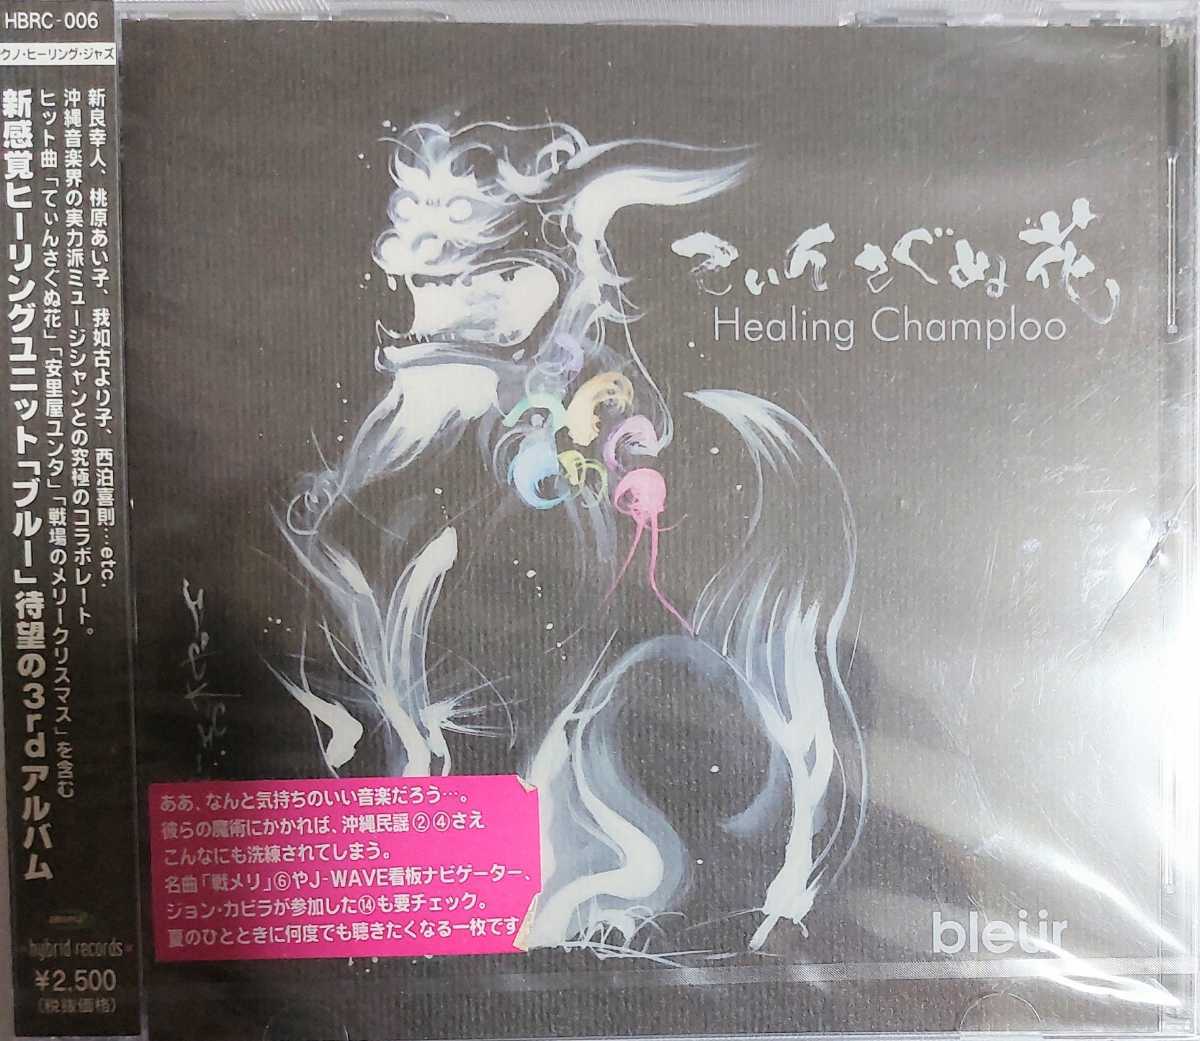 HBRC-006
クノ・ヒーリング・ジャズ
新良幸人、桃原あい子、我如古より子、西泊喜則…etc.
沖縄音楽界の実力派ミュージシャンとの究極のコラボレート。
ヒット曲「てぃんさぐぬ花」「安里屋ユンタ」「戦場のメリークリスマス」を含む
新感覚ヒーリングユニット「ブルー」待望の3rdアルバム
hybrid records
¥2,500
(税抜価格)
てぃんさぐぬ花
Healing Champloo
ああ、なんと気持ちのいい音楽だろう…。
彼らの魔術にかかれば、沖縄民謡②④さえ
こんなにも洗練されてしまう。
名曲「戦メリ」⑥やJ-WAVE看板ナビゲーター、
ジョン・カビラが参加した⑭も要チェック。
夏のひとときに何度でも聴きたくなる一枚です
bleür